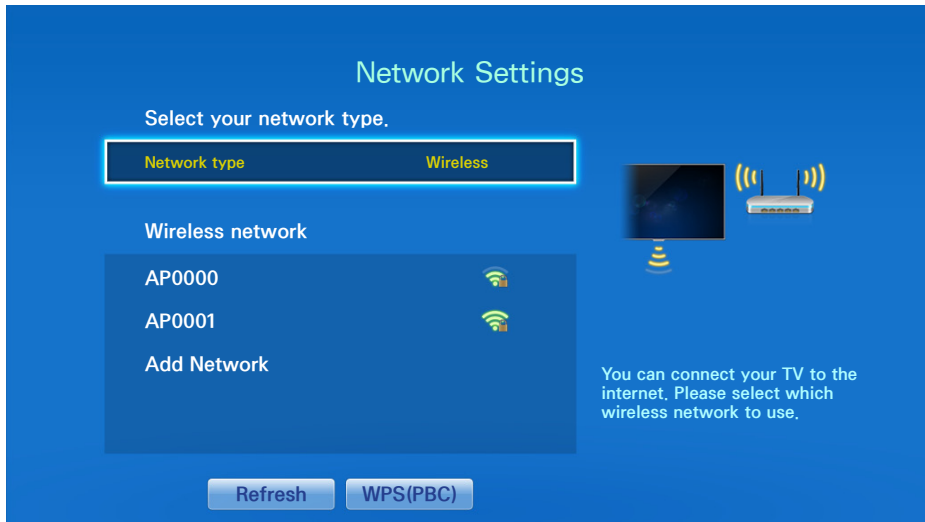 Network Settings
Select your network type.
Network type Wireless
Wireless network
AP0000
AP0001
Add Network
You can connect your TV to the
internet. Please select which
wireless network to use.
Refresh WPS(PBC)